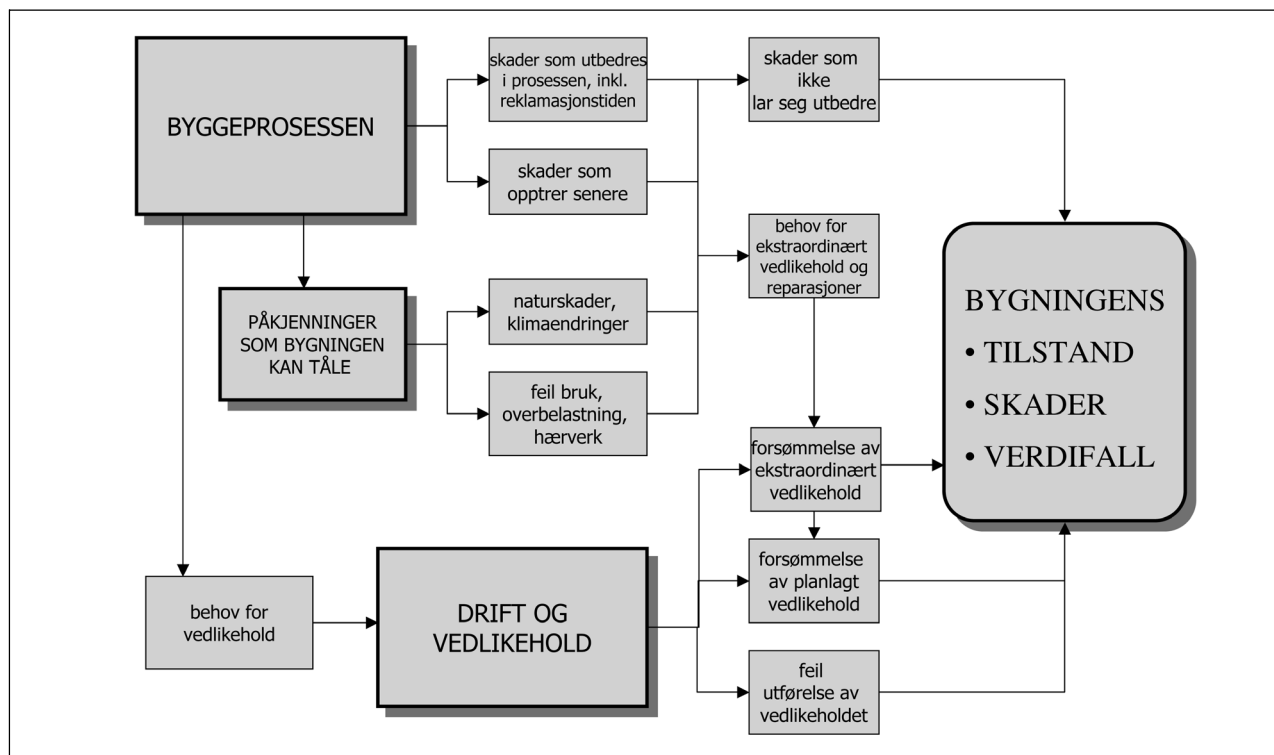 BYGGEPROSESSEN
skader som utbedres
i prosessen, inkl.
reklamasjonstiden
skader som
ikke
lar seg utbedre
skader som
opptrer senere
behov for
ekstraordinært
vedlikehold og
reparasjoner
PÅKJENNINGER
SOM BYGNINGEN
KAN TÅLE
naturskader,
klimaendringer
feil bruk,
overbelastning,
hærverk
BYGNINGENS
• TILSTAND
• SKADER
• VERDIFALL
forsømmelse av
ekstraordinært
vedlikehold
behov for
vedlikehold
DRIFT OG
VEDLIKEHOLD
forsømmelse
av planlagt
vedlikehold
feil
utførelse av
vedlikeholdet